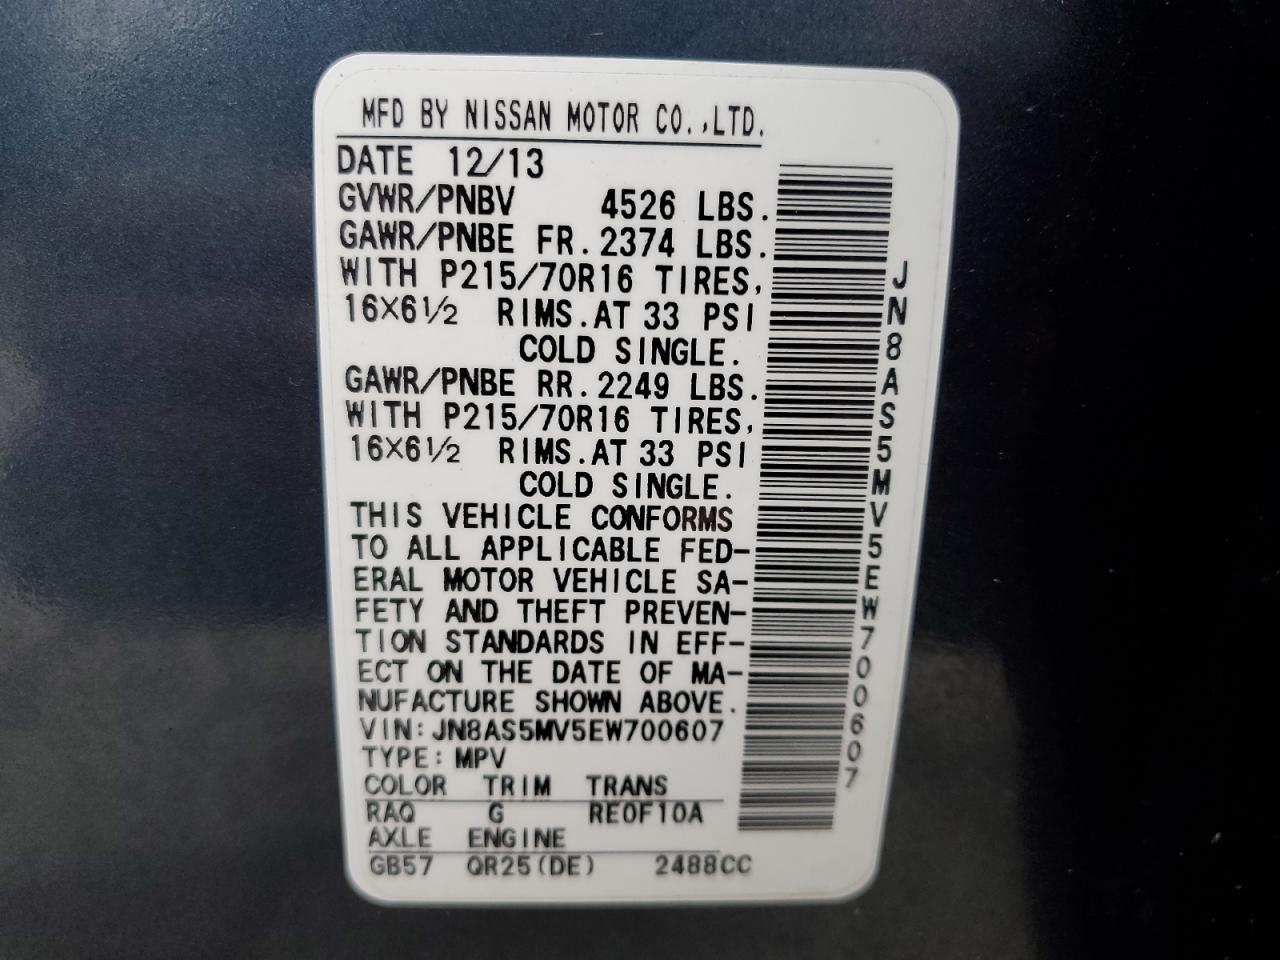 MFD BY NISSAN MOTOR CO.,LTD.
DATE 12/13
GVWR/PNBV 4526 LBS.
GAWR/PNBE FR.2374 LBS.
WITH P215/70R16 TIRES,
16×6½ RIMS.AT 33 PSI
COLD SINGLE.
GAWR/PNBE RR.2249 LBS.
WITH P215/70R16 TIRES,
16×6½ RIMS.AT 33 PSI
COLD SINGLE.
THIS VEHICLE CONFORMS
TO ALL APPLICABLE FED-
ERAL MOTOR VEHICLE SA-
FETY AND THEFT PREVEN-
TION STANDARDS IN EFF-
ECT ON THE DATE OF MA-
NUFACTURE SHOWN ABOVE.
VIN:JN8AS5MV5EW700607
TYPE:MPV
COLOR TRIM TRANS
RAQ G RE0F10A
AXLE ENGINE
GB57 QR25(DE) 2488CC
JN8AS5MV5EW700607